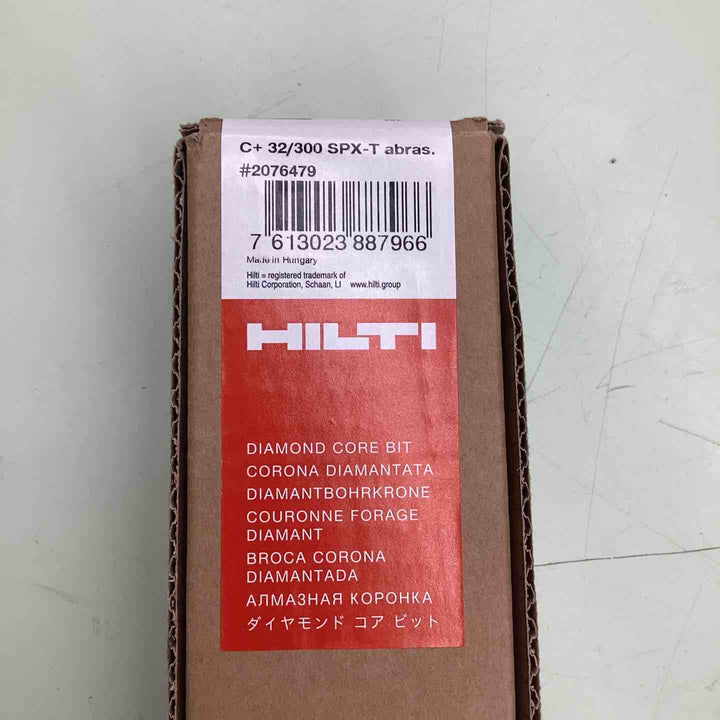 C+ 32/300 SPX-T abras.
#2076479
7 613023 887966
Made in Hungary
Hilti = registered trademark of
Hilti Corporation, Schaan, LI www.hilti.group
HILTI
DIAMOND CORE BIT
CORONA DIAMANTATA
DIAMANTBOHRKRONE
COURONNE FORAGE
DIAMANT
BROCA CORONA
DIAMANTADA
АЛМАЗНАЯ КОРОНКА
ダイヤモンド コア ビット